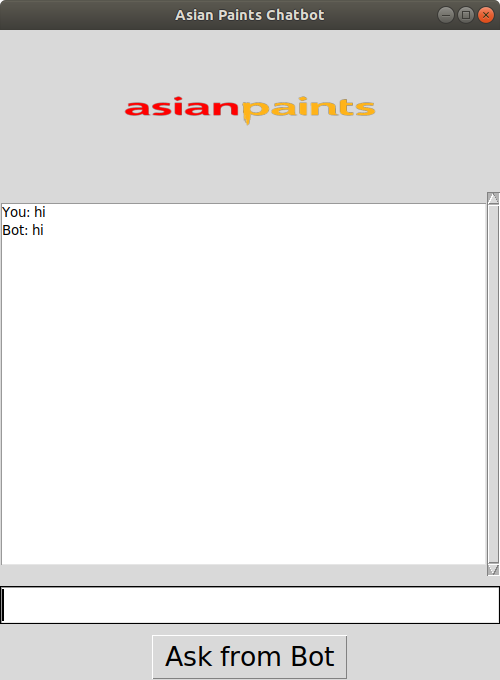 Asian Paints Chatbot
asianpaints
You: hi
Bot: hi
Ask from Bot